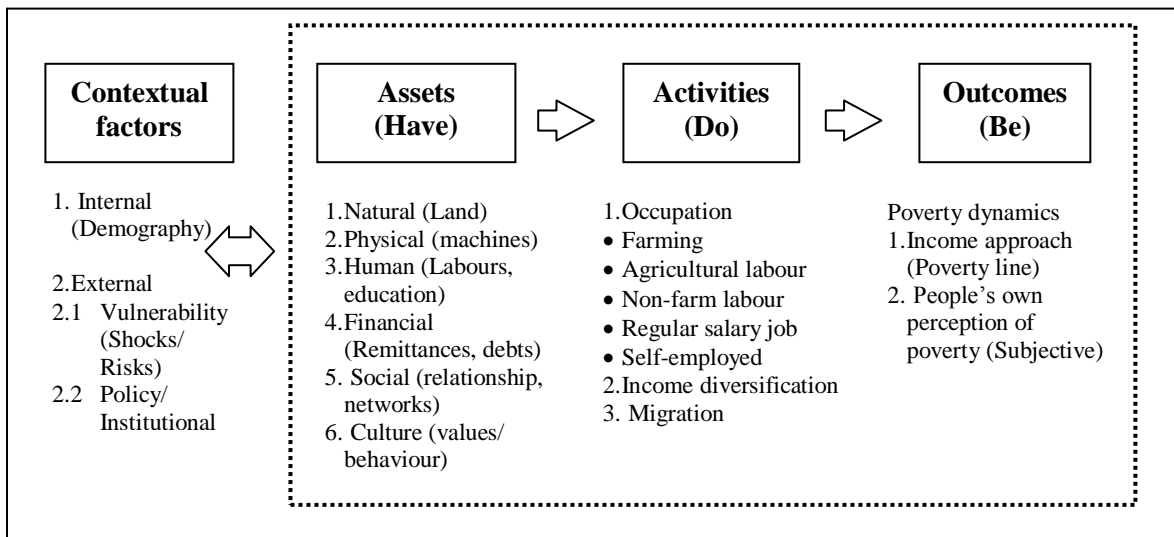 Contextual
factors
1. Internal
(Demography)
2.External
2.1 Vulnerability
(Shocks/
Risks)
2.2 Policy/
Institutional
Assets
(Have)
1.Natural (Land)
2.Physical (machines)
3.Human (Labours,
education)
4.Financial
(Remittances, debts)
5. Social (relationship,
networks)
6. Culture (values/
behaviour)
Activities
(Do)
1.Occupation
• Farming
• Agricultural labour
• Non-farm labour
• Regular salary job
• Self-employed
2.Income diversification
3. Migration
Outcomes
(Be)
Poverty dynamics
1.Income approach
(Poverty line)
2. People’s own
perception of
poverty (Subjective)